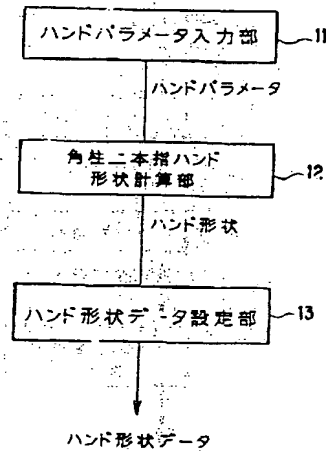 ハンドパラメータ入力部
11
ハンドパラメータ
角柱二本指ハンド
形状計算部
12
ハンド形状
ハンド形状データ設定部
13
ハンド形状データ